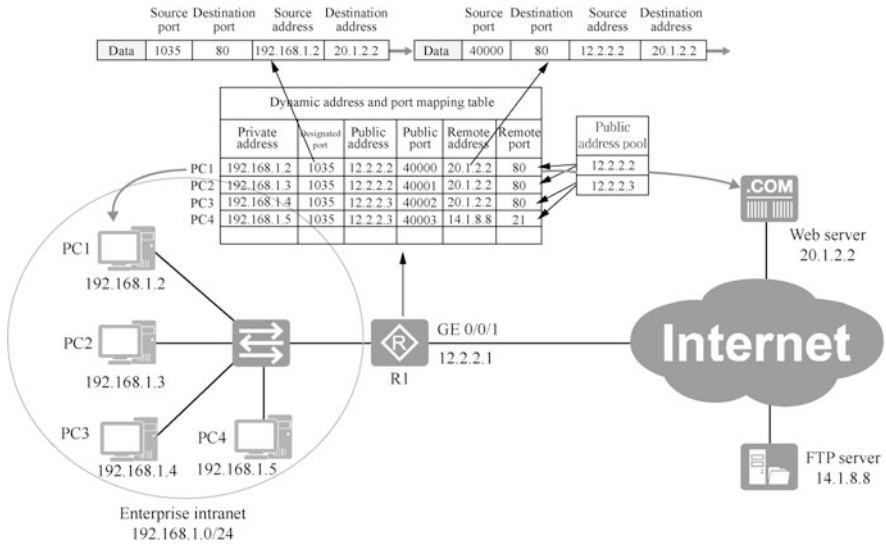 Source port Destination port Source address Destination address Source port Destination port Source address Destination address
Data 1035 80 192.168.1.2 20.1.2.2 Data 40000 80 12.2.2.2 20.1.2.2
Dynamic address and port mapping table
Private address Designated port Public address Public port Remote address Remote port
PC1 192.168.1.2 1035 12.2.2.2 40000 20.1.2.2 80
PC2 192.168.1.3 1035 12.2.2.2 40001 20.1.2.2 80
PC3 192.168.1.4 1035 12.2.2.3 40002 20.1.2.2 80
PC4 192.168.1.5 1035 12.2.2.3 40003 14.1.8.8 21
Public address pool
12.2.2.2
12.2.2.3
.COM
Web server
20.1.2.2
PC1
192.168.1.2
PC2
192.168.1.3
PC3
192.168.1.4
PC4
192.168.1.5
R
R1
GE 0/0/1
12.2.2.1
Internet
FTP server
14.1.8.8
Enterprise intranet
192.168.1.0/24